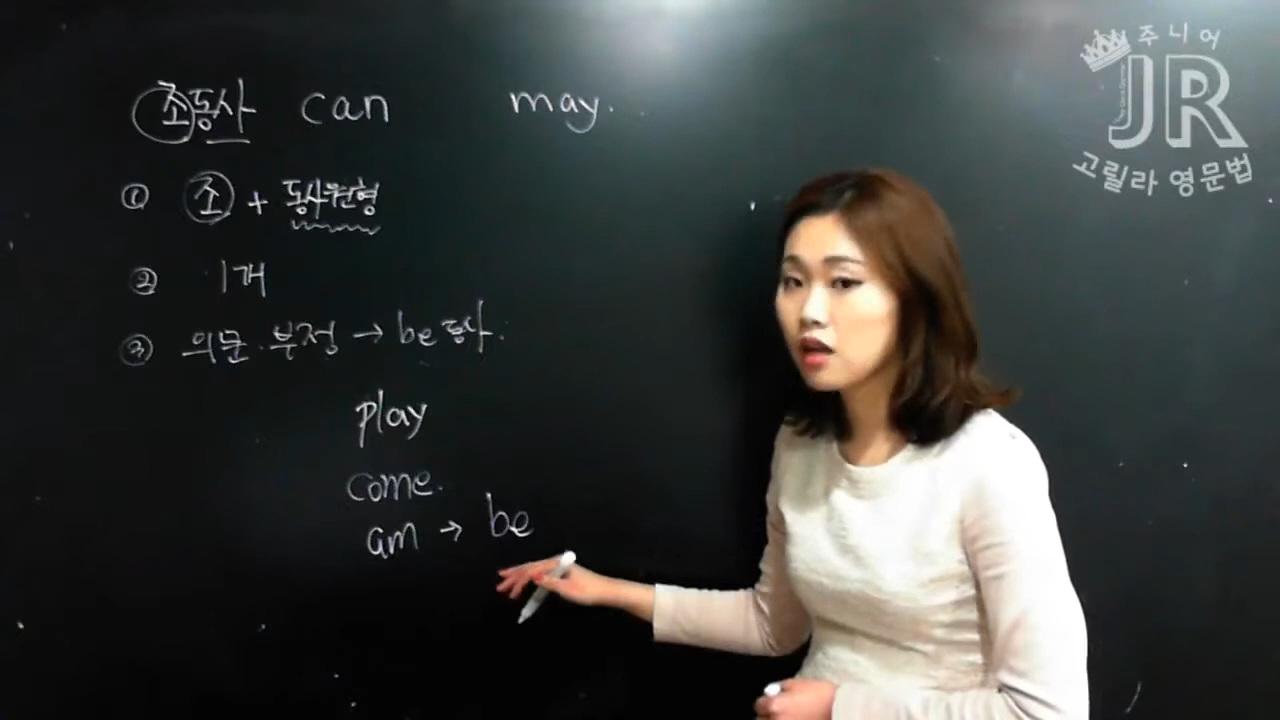 조동사 can may.
① 조 + 동사원형
② 1개
③ 의문·부정 → be동사.
play
come.
am → be
주니어
JR
고릴라 영문법